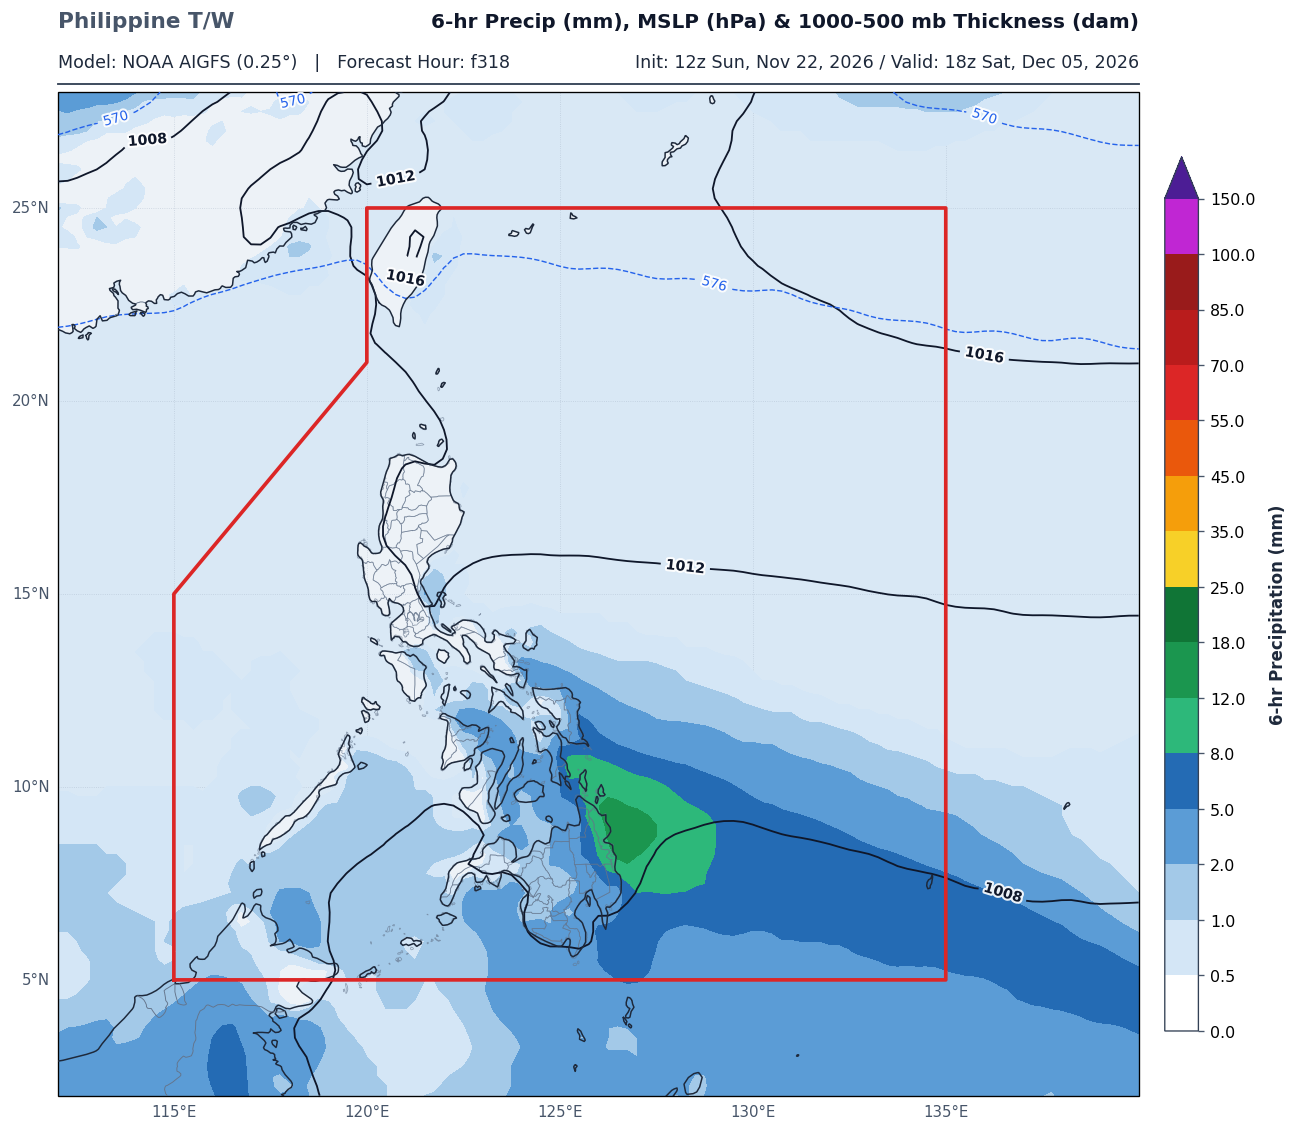 Philippine T/W
6-hr Precip (mm), MSLP (hPa) & 1000-500 mb Thickness (dam)
Model: NOAA AIGFS (0.25°) | Forecast Hour: f318
Init: 12z Sun, Nov 22, 2026 / Valid: 18z Sat, Dec 05, 2026
570
570
570
1008
1012
25°N
1016
576
1016
20°N
1012
15°N
10°N
1008
5°N
115°E
120°E
125°E
130°E
135°E
150.0
100.0
85.0
70.0
55.0
45.0
35.0
25.0
18.0
12.0
8.0
5.0
2.0
1.0
0.5
0.0
6-hr Precipitation (mm)